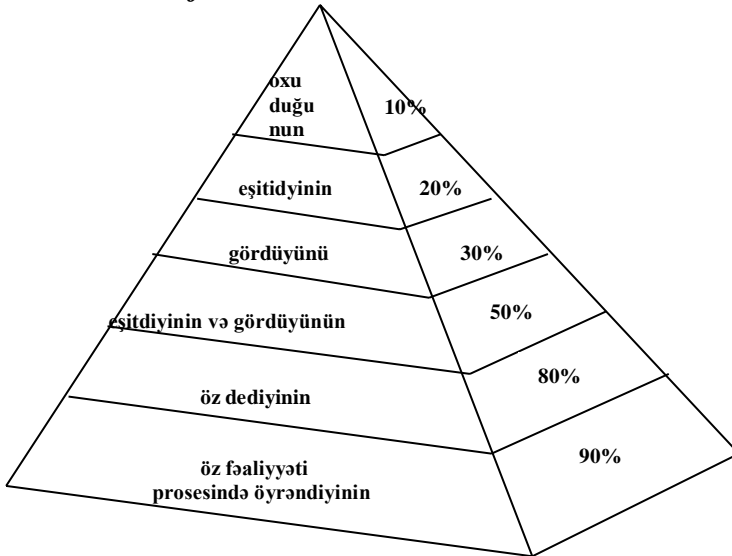 oxu
duğu
nun
10%
eşitidyinin
20%
gördüyünü
30%
eşitdiyinin və gördüyünün
50%
öz dediyinin
80%
öz fəaliyyəti
prosesində öyrəndiyinin
90%